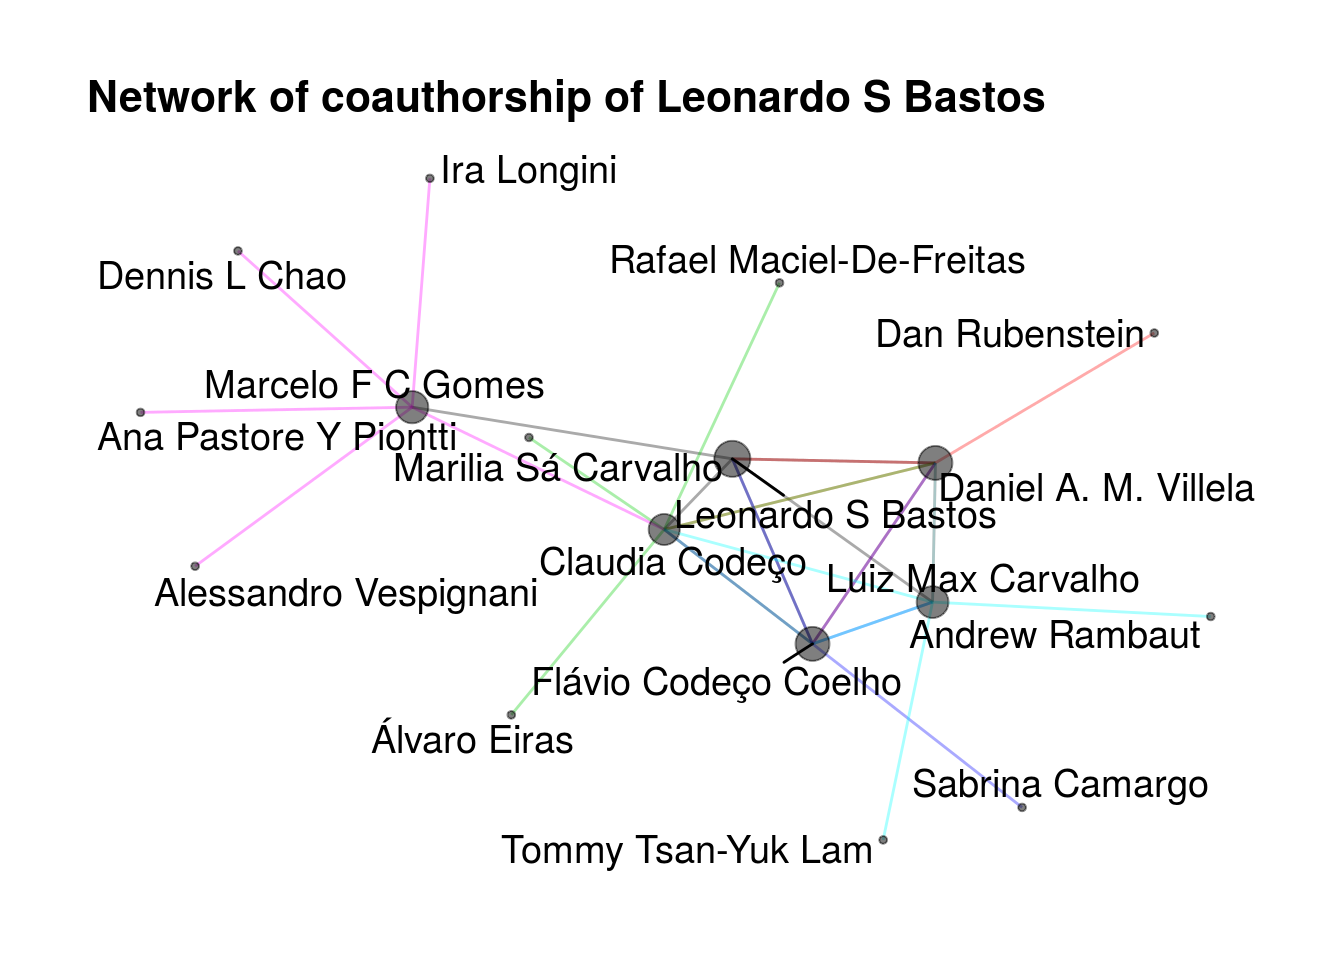 Network of coauthorship of Leonardo S Bastos
Ira Longini
Rafael Maciel-De-Freitas
Dennis L Chao
Dan Rubenstein
Marcelo F C Gomes
Ana Pastore Y Piontti
Marilia Sá Carvalho
Daniel A. M. Villela
Leonardo S Bastos
Claudia Codeço
Luiz Max Carvalho
Alessandro Vespignani
Andrew Rambaut
Flávio Codeço Coelho
Álvaro Eiras
Sabrina Camargo
Tommy Tsan-Yuk Lam